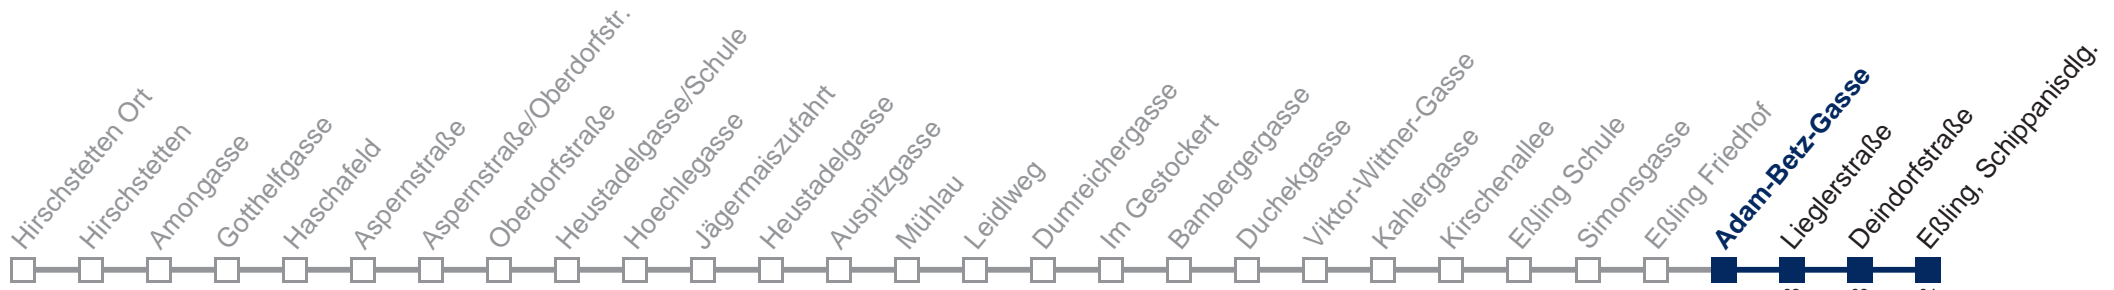 Hirschstetten Ort
Hirschstetten
Amongasse
Gotthelfgasse
Haschafeld
Aspernstraße
Aspernstraße/Oberdorfstr.
Oberdorfstraße
Heustadelgasse/Schule
Hoechlegasse
Jägermaiszufahrt
Heustadelgasse
Auspitzgasse
Mühlau
Leidlweg
Dumreichergasse
Im Gestockert
Bambergergasse
Duchekgasse
Viktor-Wittner-Gasse
Kahlergasse
Kirschenallee
Eßling Schule
Simonsgasse
Eßling Friedhof
Adam-Betz-Gasse
Lieglerstraße
Deindorfstraße
Eßling, Schippanisdlg.